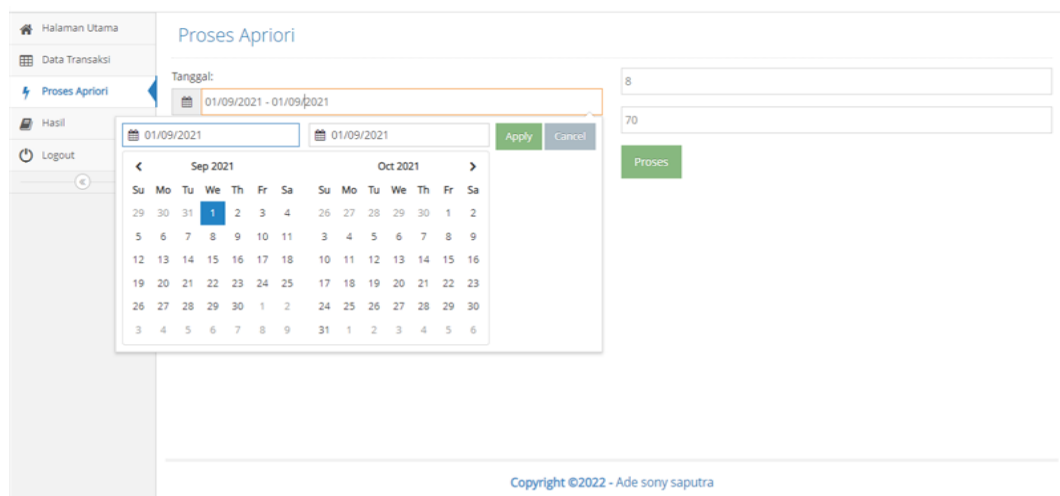 Halaman Utama
Data Transaksi
Proses Apriori
Hasil
Logout
Proses Apriori
Tanggal:
01/09/2021 - 01/09/2021
8
70
Proses
01/09/2021 01/09/2021 Apply Cancel
Sep 2021 Oct 2021
Su Mo Tu We Th Fr Sa Su Mo Tu We Th Fr Sa
29 30 31 1 2 3 4 26 27 28 29 30 1 2
5 6 7 8 9 10 11 3 4 5 6 7 8 9
12 13 14 15 16 17 18 10 11 12 13 14 15 16
19 20 21 22 23 24 25 17 18 19 20 21 22 23
26 27 28 29 30 1 2 24 25 26 27 28 29 30
3 4 5 6 7 8 9 31 1 2 3 4 5 6
Copyright ©2022 - Ade sony saputra